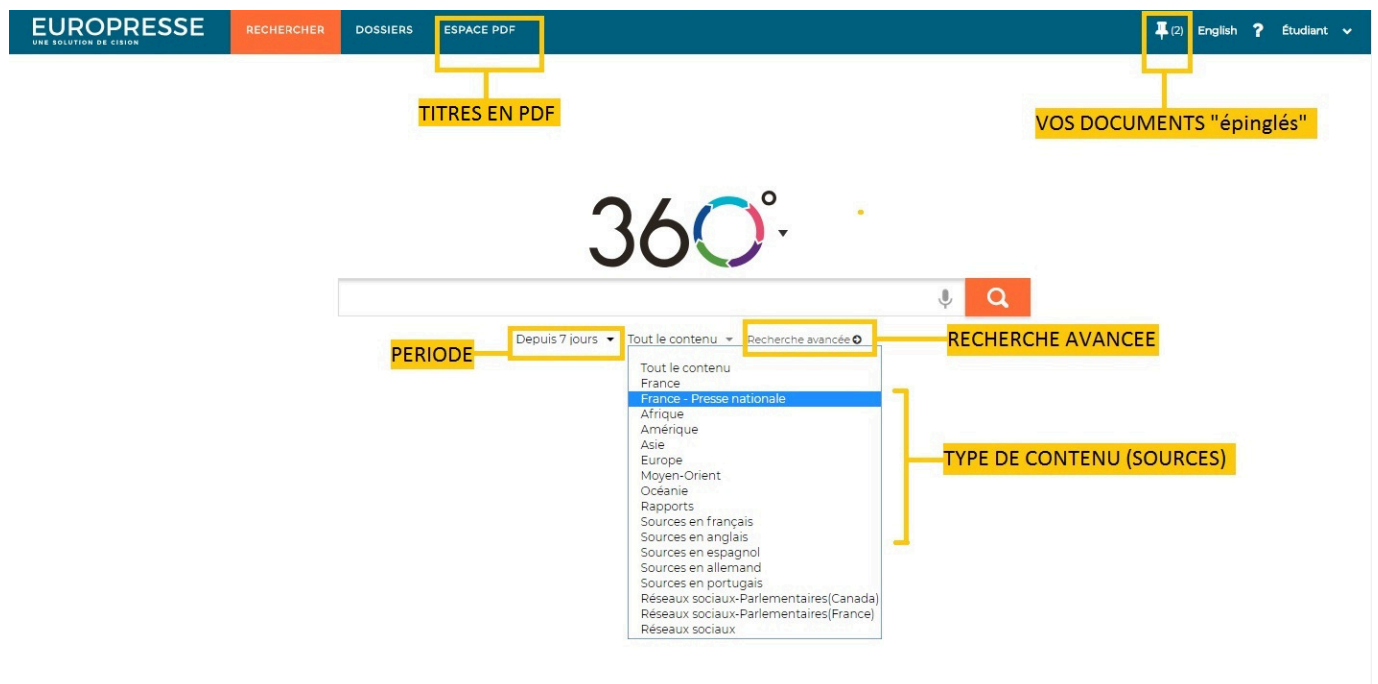 EUROPRESSE
UNE SOLUTION DE CISION
RECHERCHER
DOSSIERS
ESPACE PDF
(2)
English
?
Étudiant
TITRES EN PDF
VOS DOCUMENTS "épinglés"
360°
Depuis 7 jours
Tout le contenu
Recherche avancée
PERIODE
RECHERCHE AVANCEE
Tout le contenu
France
France - Presse nationale
Afrique
Amérique
Asie
Europe
Moyen-Orient
Océanie
Rapports
Sources en français
Sources en anglais
Sources en espagnol
Sources en allemand
Sources en portugais
Réseaux sociaux-Parlementaires(Canada)
Réseaux sociaux-Parlementaires(France)
Réseaux sociaux
TYPE DE CONTENU (SOURCES)